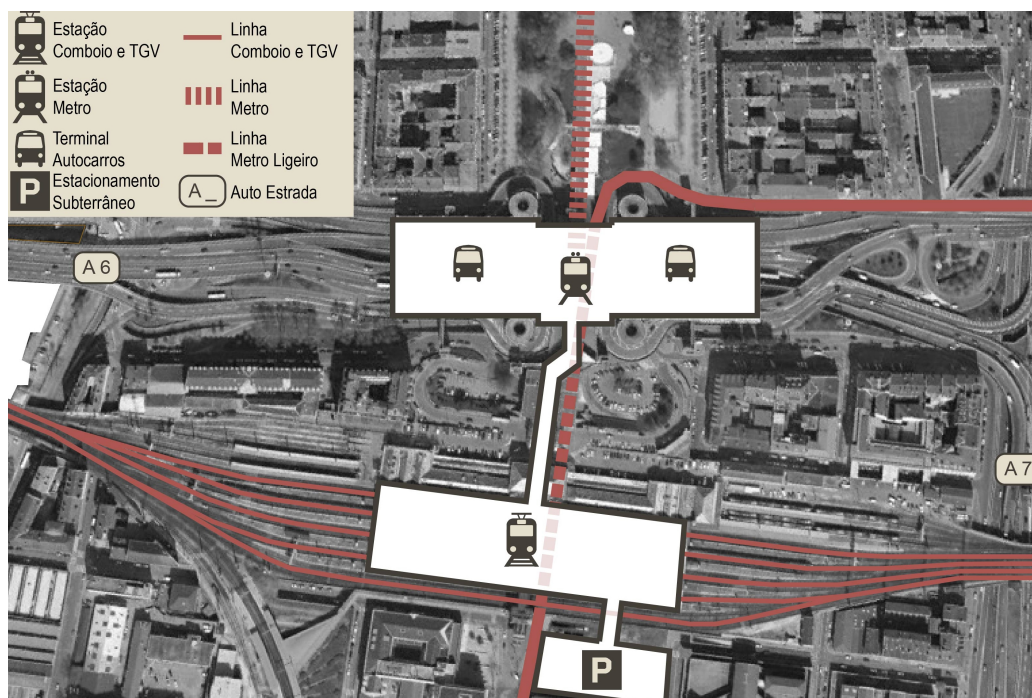 Estação
Comboio e TGV
Linha
Comboio e TGV
Estação
Metro
Linha
Metro
Terminal
Autocarros
Linha
Metro Ligeiro
P
Estacionamento
Subterrâneo
A _
Auto Estrada
A 6
A 7
P